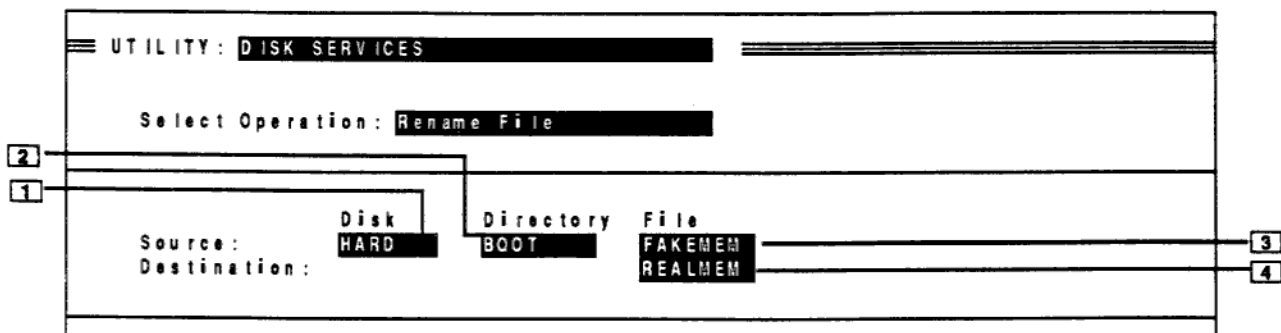 UTILITY: DISK SERVICES
Select Operation: Rename File
2
1
Disk Directory File
Source: HARD BOOT FAKEMEM 3
Destination: REALMEM 4